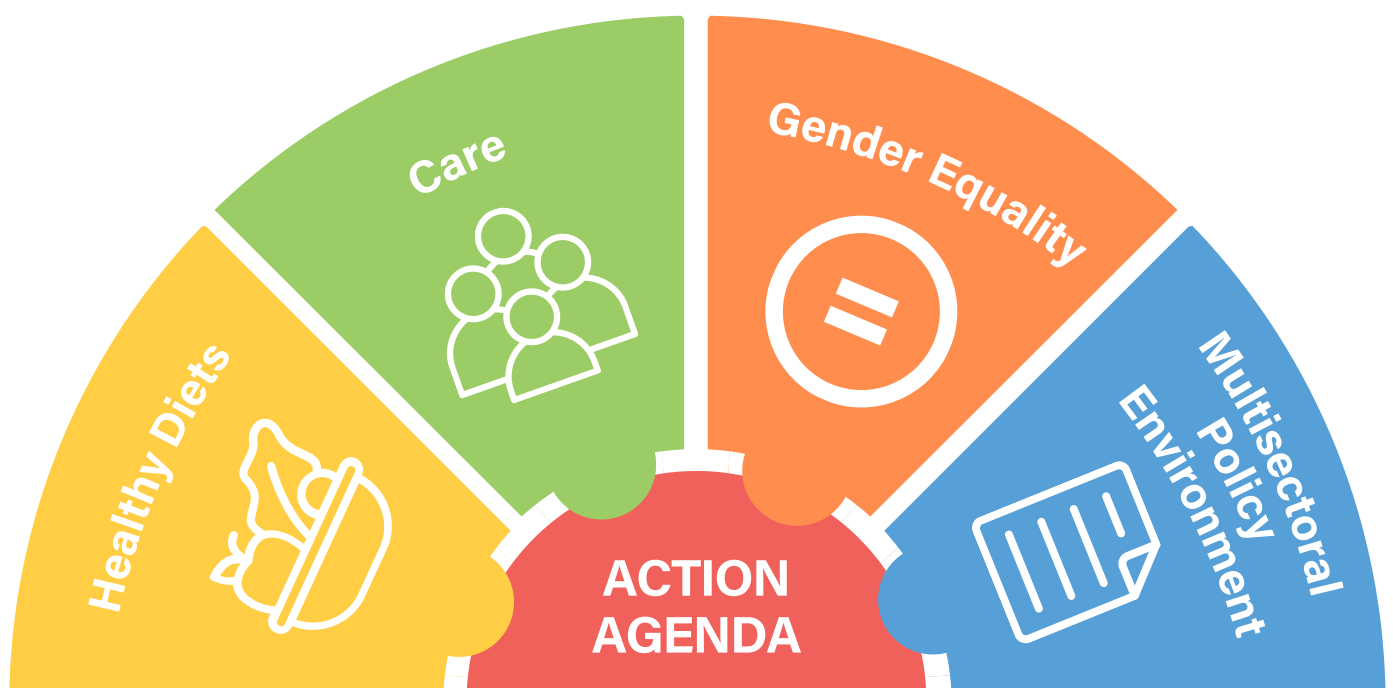 Healthy Diets
Care
Gender Equality
Multisectoral
Policy
Environment
ACTION
AGENDA